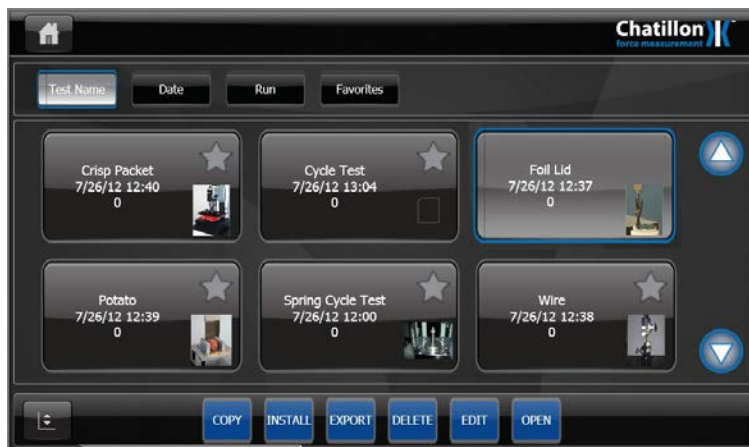 Chatillon
force measurement
Test Name
Date
Run
Favorites
Crisp Packet
7/26/12 12:40
0
Cycle Test
7/26/12 13:04
0
Foil Lid
7/26/12 12:37
0
Potato
7/26/12 12:39
0
Spring Cycle Test
7/26/12 12:00
0
Wire
7/26/12 12:38
0
COPY
INSTALL
EXPORT
DELETE
EDIT
OPEN